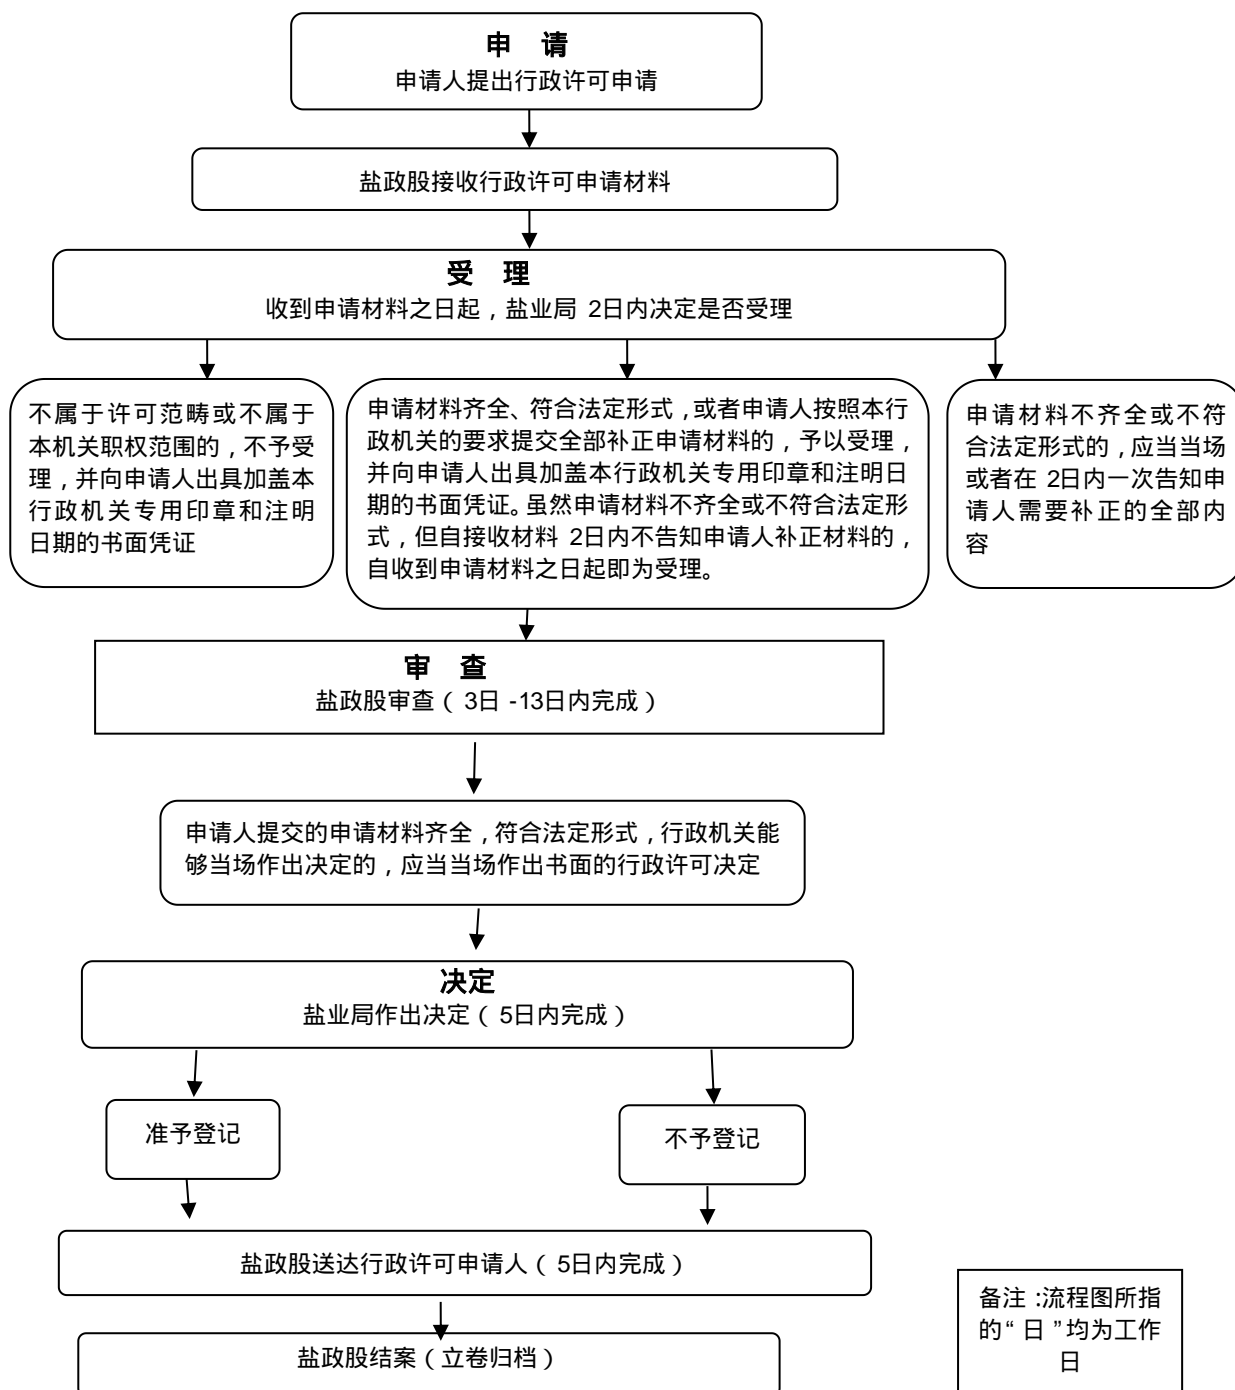 申 请
申请人提出行政许可申请
盐政股接收行政许可申请材料
受 理
收到申请材料之日起，盐业局 2日内决定是否受理
不属于许可范畴或不属于
本机关职权范围的，不予受
理，并向申请人出具加盖本
行政机关专用印章和注明
日期的书面凭证
申请材料齐全、符合法定形式，或者申请人按照本行
政机关的要求提交全部补正申请材料的，予以受理，
并向申请人出具加盖本行政机关专用印章和注明日
期的书面凭证。虽然申请材料不齐全或不符合法定形
式，但自接收材料 2日内不告知申请人补正材料的，
自收到申请材料之日起即为受理。
申请材料不齐全或不符
合法定形式的，应当当场
或者在 2日内一次告知申
请人需要补正的全部内
容
审 查
盐政股审查（ 3日 -13日内完成）
申请人提交的申请材料齐全，符合法定形式，行政机关能
够当场作出决定的，应当当场作出书面的行政许可决定
决定
盐业局作出决定（ 5日内完成）
准予登记
不予登记
盐政股送达行政许可申请人（ 5日内完成）
盐政股结案（立卷归档）
备注 :流程图所指
的“ 日 ”均为工作
日